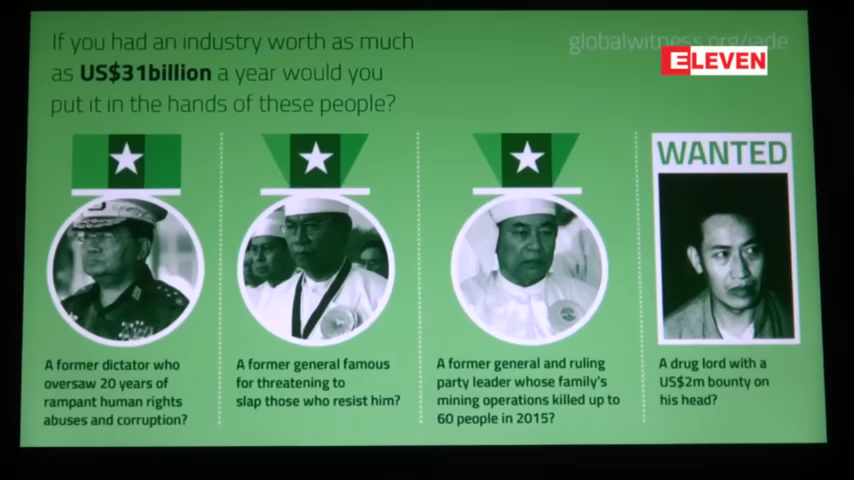 If you had an industry worth as much
as US$31billion a year would you
put it in the hands of these people?
globalwitness.org/jade
ELEVEN
WANTED
A former dictator who
oversaw 20 years of
rampant human rights
abuses and corruption?
A former general famous
for threatening to
slap those who resist him?
A former general and ruling
party leader whose family's
mining operations killed up to
60 people in 2015?
A drug lord with a
US$2m bounty on
his head?